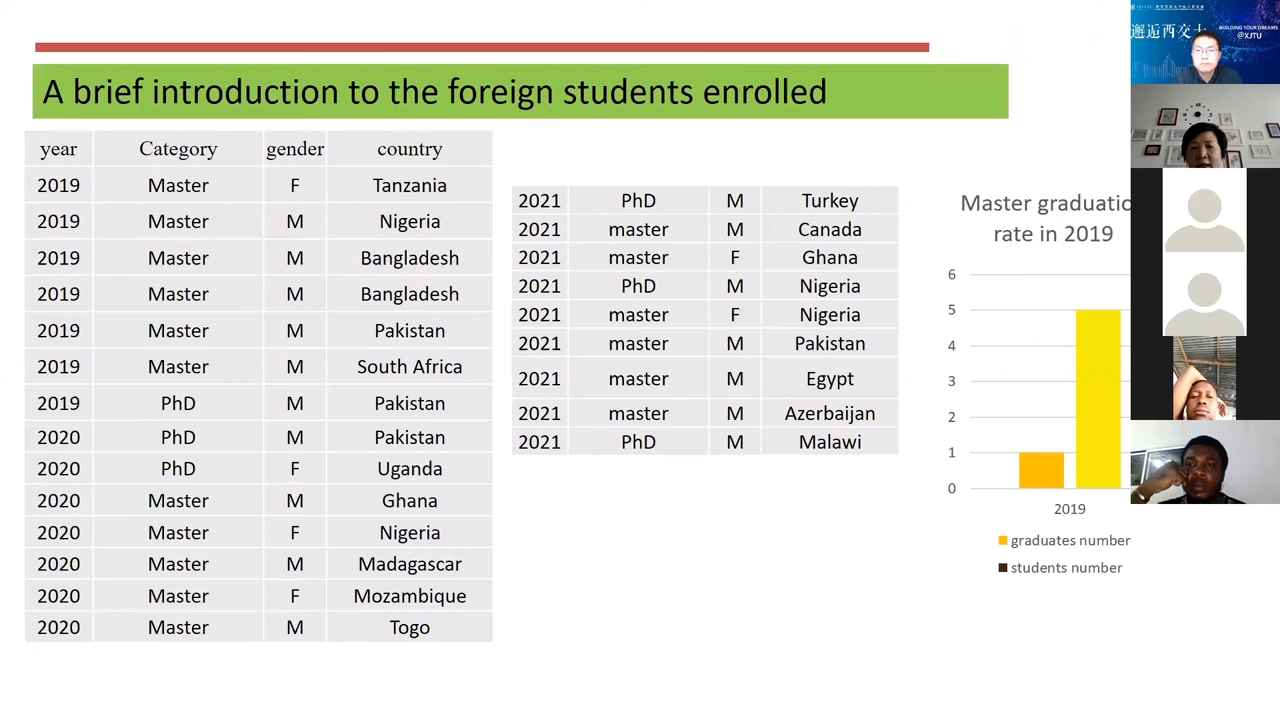 A brief introduction to the foreign students enrolled
year Category gender country
2019 Master F Tanzania
2019 Master M Nigeria
2019 Master M Bangladesh
2019 Master M Bangladesh
2019 Master M Pakistan
2019 Master M South Africa
2019 PhD M Pakistan
2020 PhD M Pakistan
2020 PhD F Uganda
2020 Master M Ghana
2020 Master F Nigeria
2020 Master M Madagascar
2020 Master F Mozambique
2020 Master M Togo
2021 PhD M Turkey
2021 master M Canada
2021 master F Ghana
2021 PhD M Nigeria
2021 master F Nigeria
2021 master M Pakistan
2021 master M Egypt
2021 master M Azerbaijan
2021 PhD M Malawi
Master graduatio
rate in 2019
6
5
4
3
2
1
0
2019
graduates number
students number
邂逅西交
BUILDING YOUR DREAMS
@XJTU